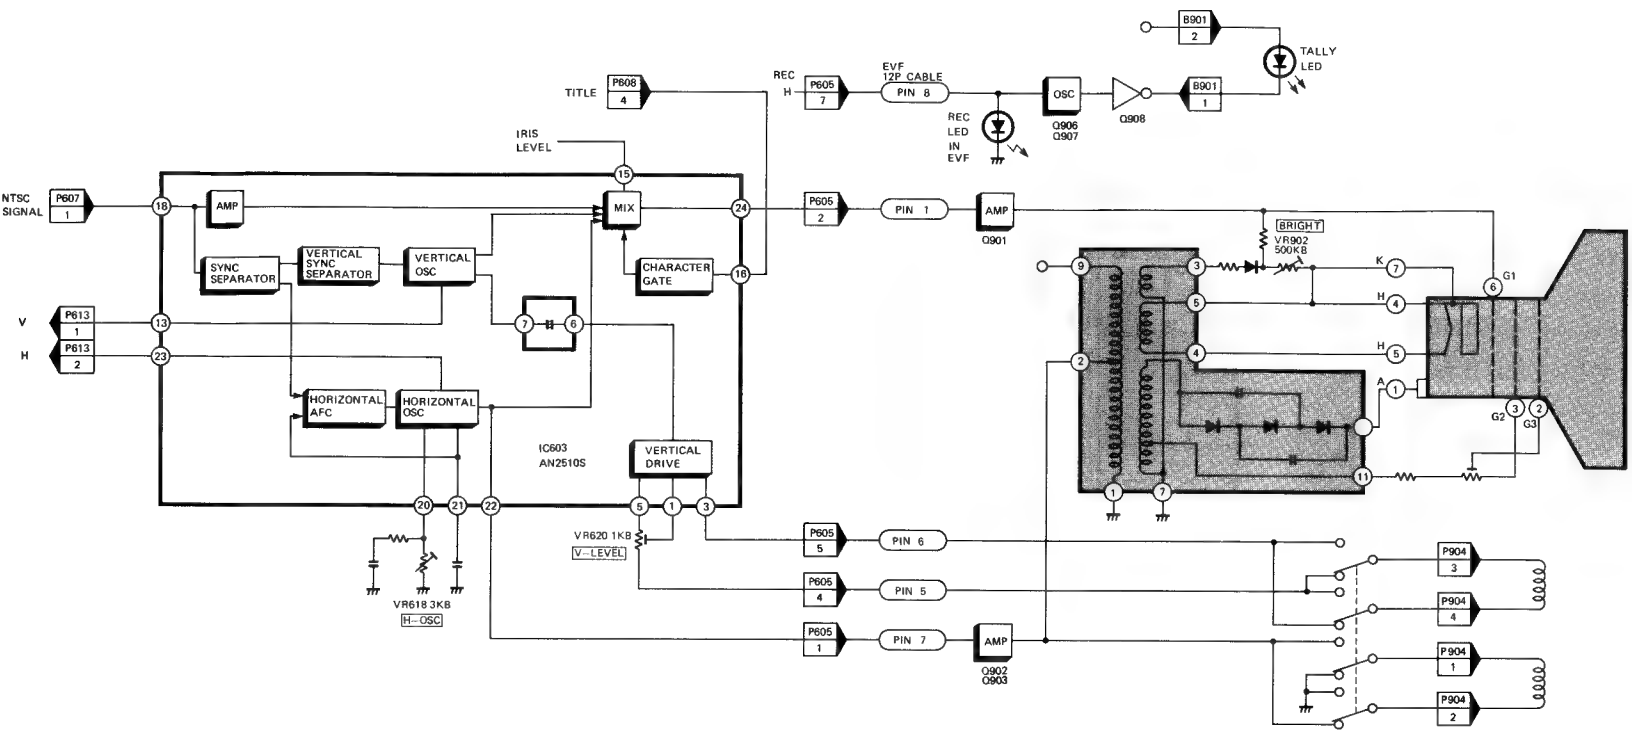 B901
2
TALLY
LED
B901
1
EVF
12P CABLE
REC
H
P605
7
PIN 8
OSC
Q906
Q907
Q908
REC
LED
IN
EVF
TITLE
P608
4
IRIS
LEVEL
NTSC
SIGNAL
P607
1
18
AMP
15
MIX
24
P605
2
PIN 1
AMP
Q901
SYNC
SEPARATOR
VERTICAL
SYNC
SEPARATOR
VERTICAL
OSC
CHARACTER
GATE
16
V
P613
1
13
7
6
H
P613
2
23
HORIZONTAL
AFC
HORIZONTAL
OSC
IC603
AN2510S
VERTICAL
DRIVE
20
21
22
5
1
3
VR618 3KB
H-OSC
VR620 1KB
V-LEVEL
BRIGHT
VR902
500KB
9
3
5
2
4
1
7
11
K
7
H
4
H
5
A
1
6
G1
G2
3
2
G3
P605
5
PIN 6
P605
4
PIN 5
P605
1
PIN 7
AMP
Q902
Q903
P904
3
P904
4
P904
1
P904
2